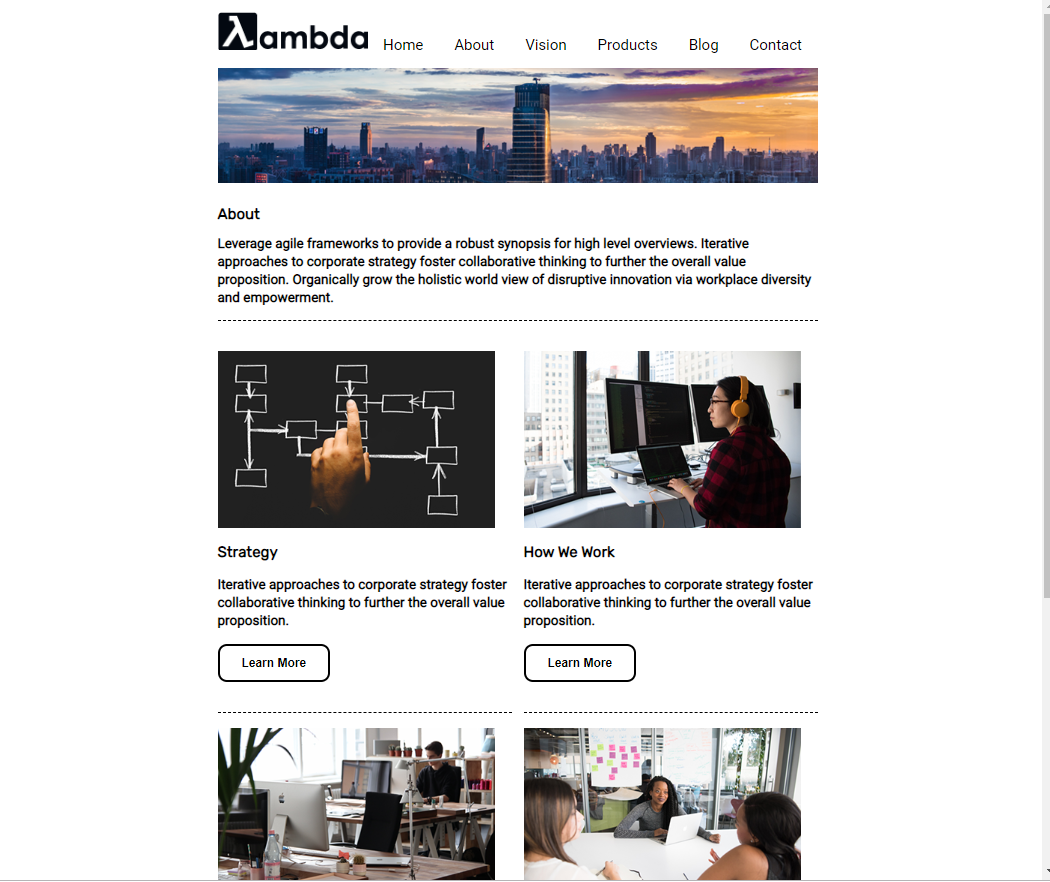 λambda
Home About Vision Products Blog Contact
About
Leverage agile frameworks to provide a robust synopsis for high level overviews. Iterative
approaches to corporate strategy foster collaborative thinking to further the overall value
proposition. Organically grow the holistic world view of disruptive innovation via workplace diversity
and empowerment.
Strategy
Iterative approaches to corporate strategy foster
collaborative thinking to further the overall value
proposition.
Learn More
How We Work
Iterative approaches to corporate strategy foster
collaborative thinking to further the overall value
proposition.
Learn More